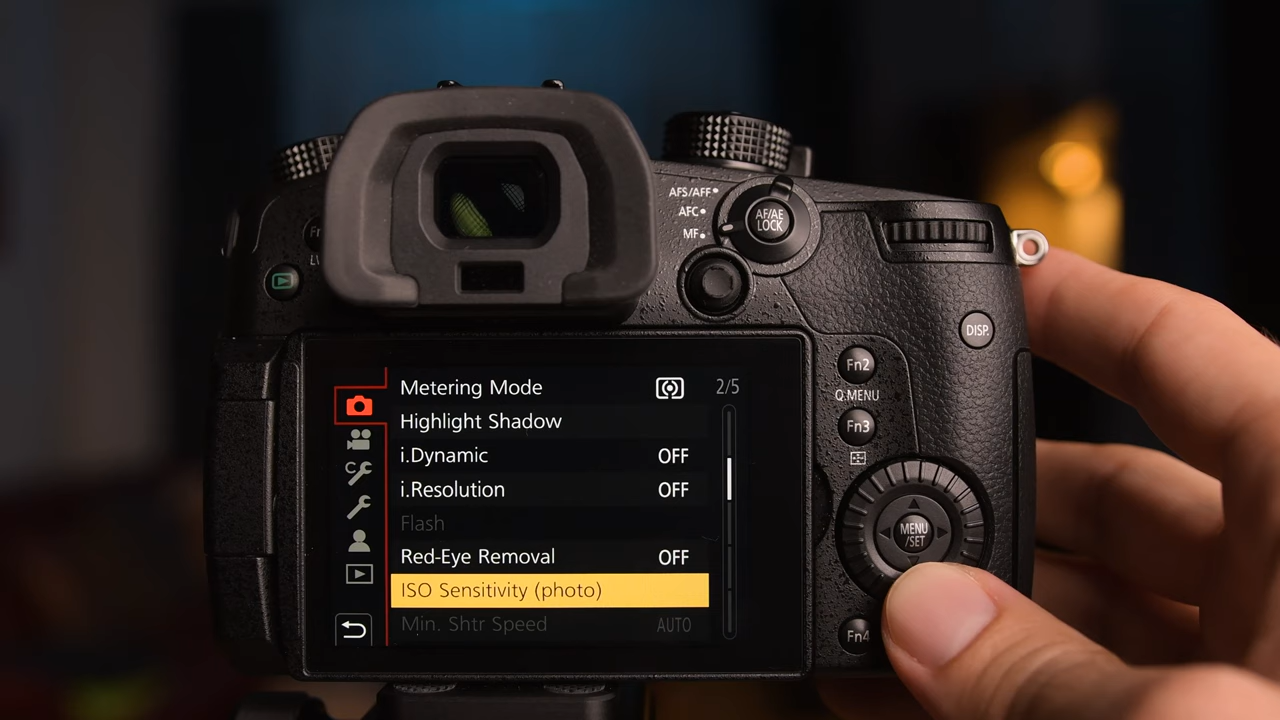 AFS/AFF
AFC
MF
AF/AE
LOCK
DISP.
Fn2
Q.MENU
Fn3
MENU
/SET
Fn4
Metering Mode 2/5
Highlight Shadow
i.Dynamic OFF
i.Resolution OFF
Flash
Red-Eye Removal OFF
ISO Sensitivity (photo)
Min. Shtr Speed AUTO